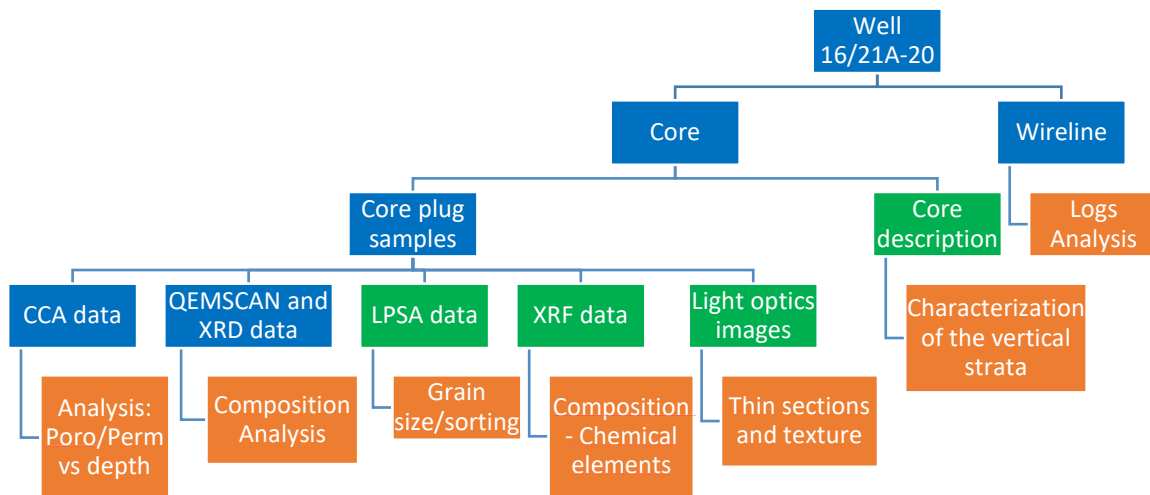 Well
16/21A-20
Core
Wireline
Core plug
samples
Core
description
Logs
Analysis
CCA data
QEMSCAN and
XRD data
LPSA data
XRF data
Light optics
images
Characterization
of the vertical
strata
Analysis:
Poro/Perm
vs depth
Composition
Analysis
Grain
size/sorting
Composition
- Chemical
elements
Thin sections
and texture